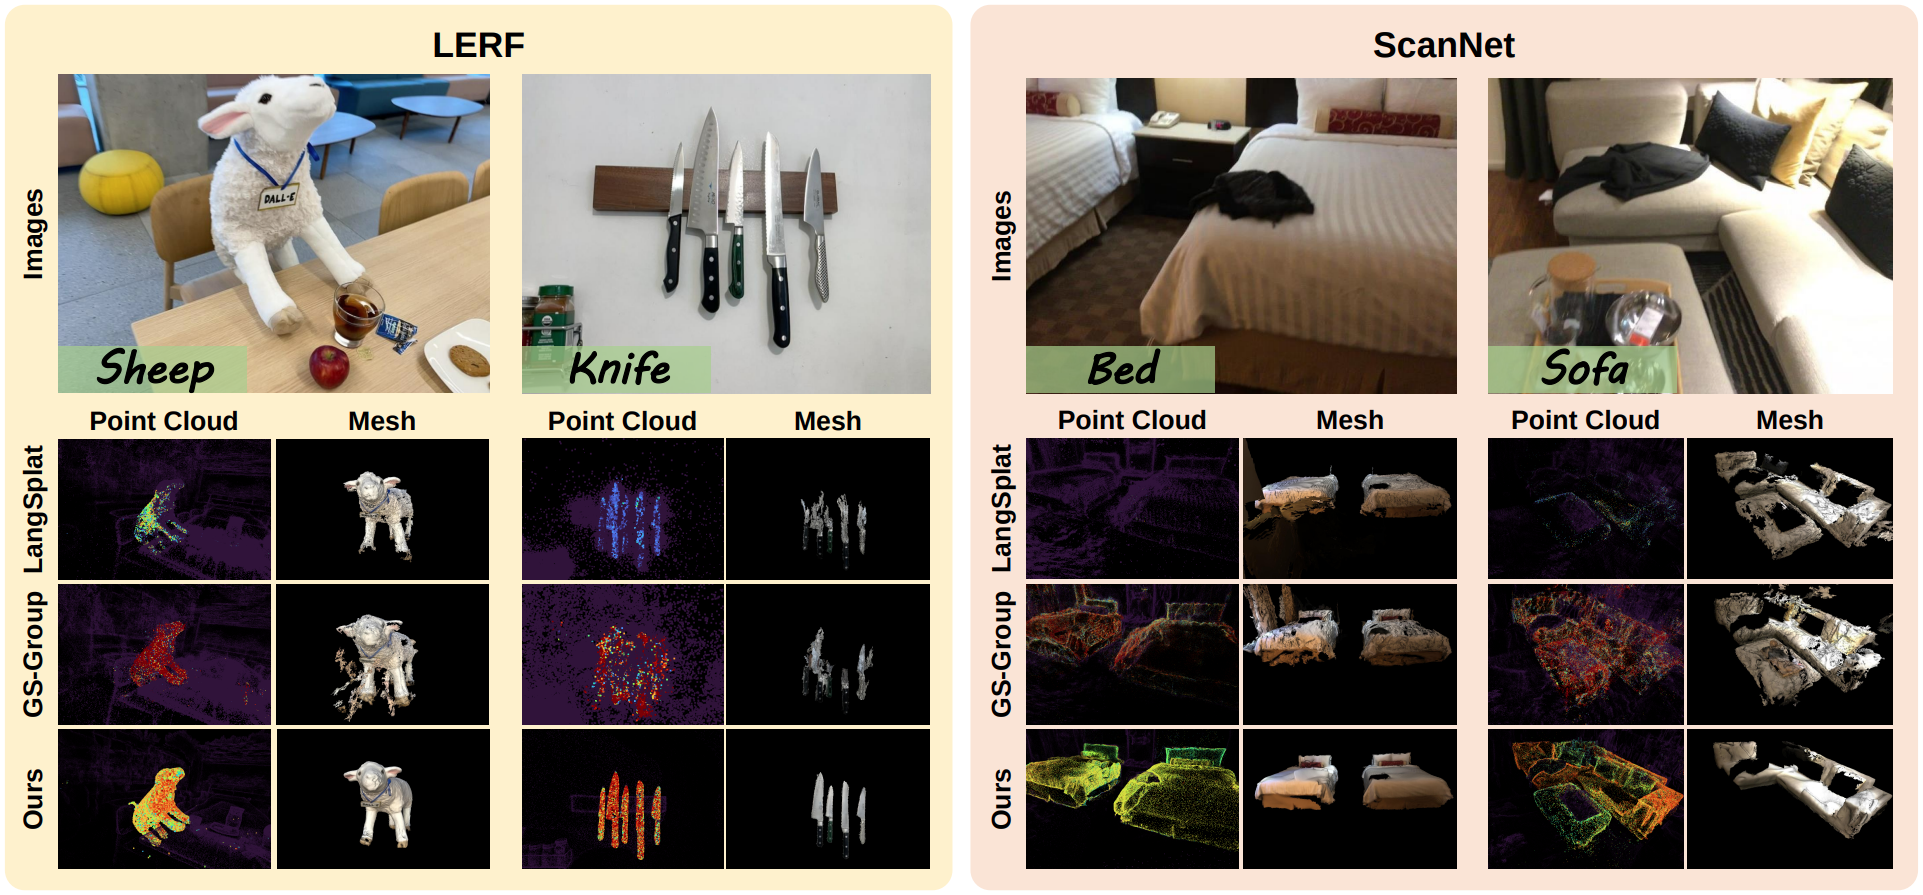 LERF
Images
DALL-E
Sheep
Knife
Point Cloud
Mesh
Point Cloud
Mesh
LangSplat
GS-Group
Ours
ScanNet
Images
Bed
Sofa
Point Cloud
Mesh
Point Cloud
Mesh
LangSplat
GS-Group
Ours